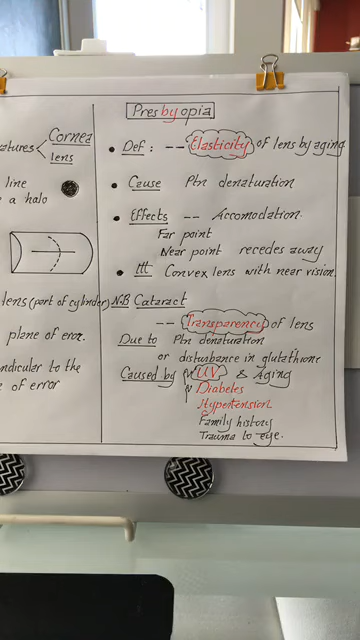 Presbyopia
atures < Cornea
lens
line
a halo
lens (part of cylinder)
plane of eror.
ndicular to the
e of error
• Def : -- Elasticity of lens by aging
• Cause Ptn denaturation
• Effects -- Accomodation.
Far point
Near point recedes away
• ttt Convex lens with near vision.
N.B Cataract
-- Transparency of lens
Due to Ptn denaturation
or disturbance in glutathione
Caused by UV & Aging
Diabetes
Hypertension
Family history
Trauma to eye.